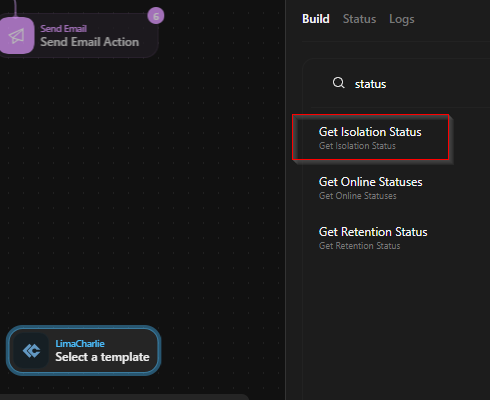 Send Email
Send Email Action
6
Build Status Logs
status
Get Isolation Status
Get Isolation Status
Get Online Statuses
Get Online Statuses
Get Retention Status
Get Retention Status
LimaCharlie
Select a template